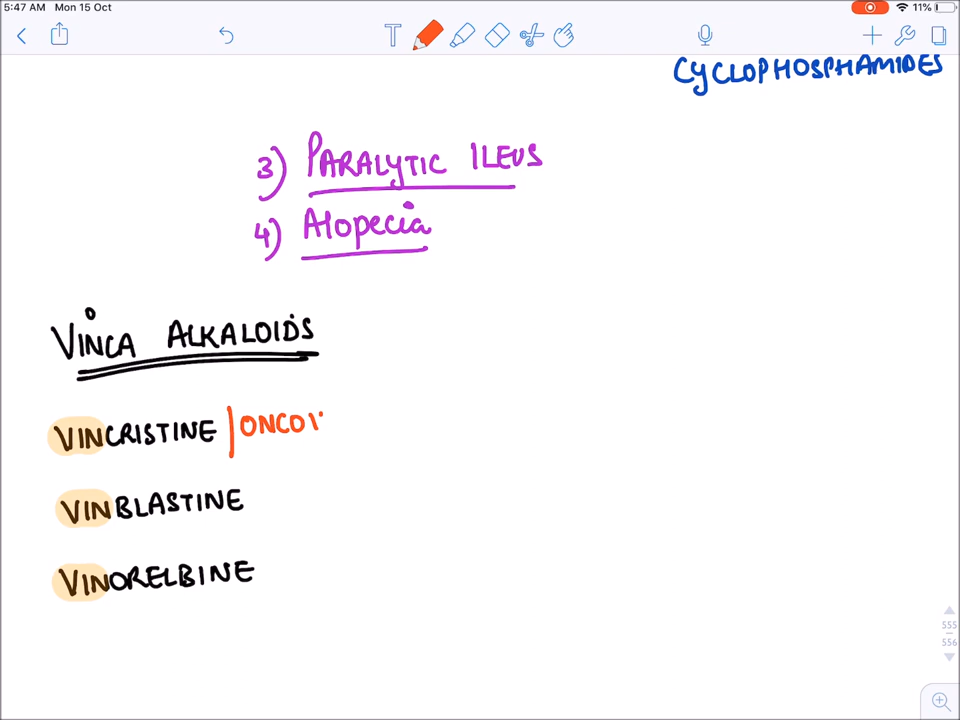 5:47 AM Mon 15 Oct 11%
T
CYCLOPHOSPHAMIDES
3) PARALYTIC ILEUS
4) Alopecia
VINCA ALKALOIDS
VINCRISTINE | ONCO
VINBLASTINE
VINORELBINE
555
556